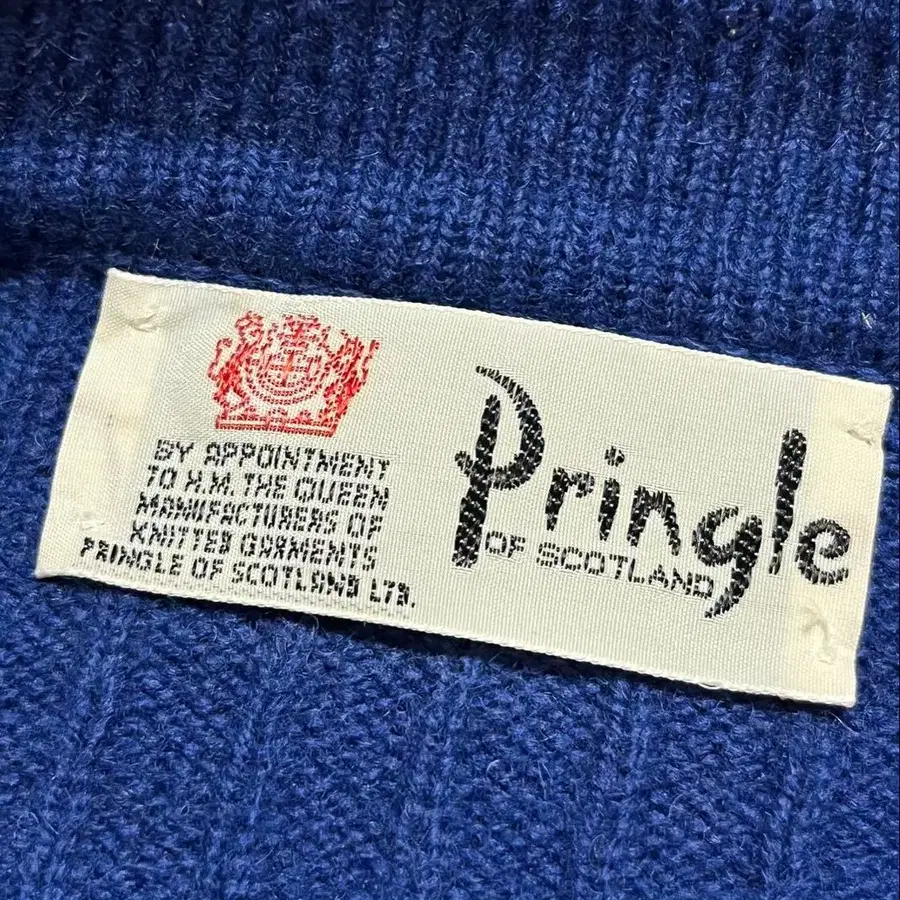 BY APPOINTMENT
TO H.M. THE QUEEN
MANUFACTURERS OF
KNITTED GARMENTS
PRINGLE OF SCOTLAND LTD.
Pringle
OF SCOTLAND